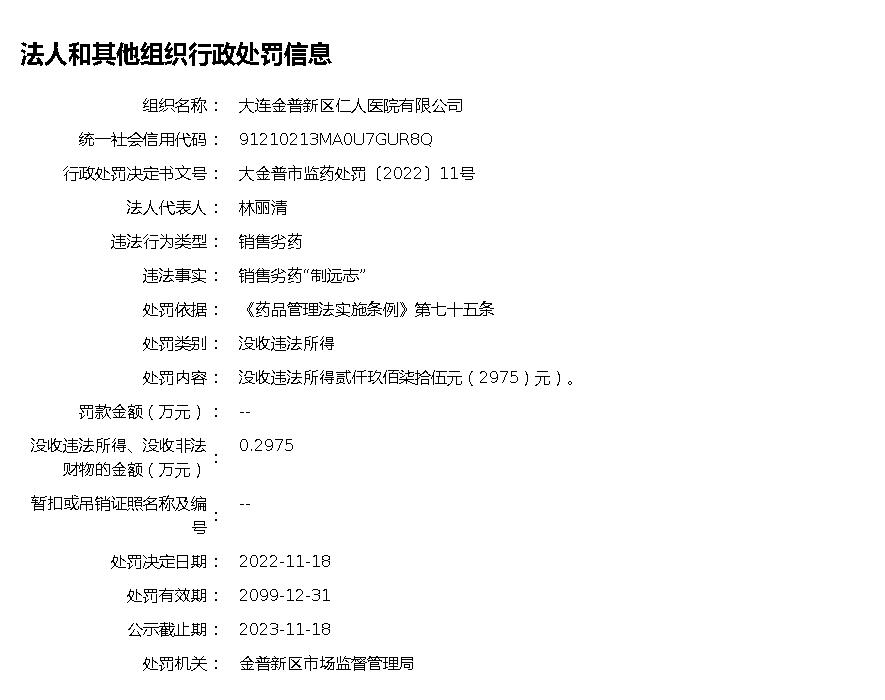 法人和其他组织行政处罚信息
组织名称： 大连金普新区仁人医院有限公司
统一社会信用代码： 91210213MA0U7GUR8Q
行政处罚决定书文号： 大金普市监药处罚〔2022〕11号
法人代表人： 林丽清
违法行为类型： 销售劣药
违法事实： 销售劣药“制远志”
处罚依据： 《药品管理法实施条例》第七十五条
处罚类别： 没收违法所得
处罚内容： 没收违法所得贰仟玖佰柒拾伍元（2975）元）。
罚款金额（万元）： --
没收违法所得、没收非法
财物的金额（万元）： 0.2975
暂扣或吊销证照名称及编
号： --
处罚决定日期： 2022-11-18
处罚有效期： 2099-12-31
公示截止期： 2023-11-18
处罚机关： 金普新区市场监督管理局